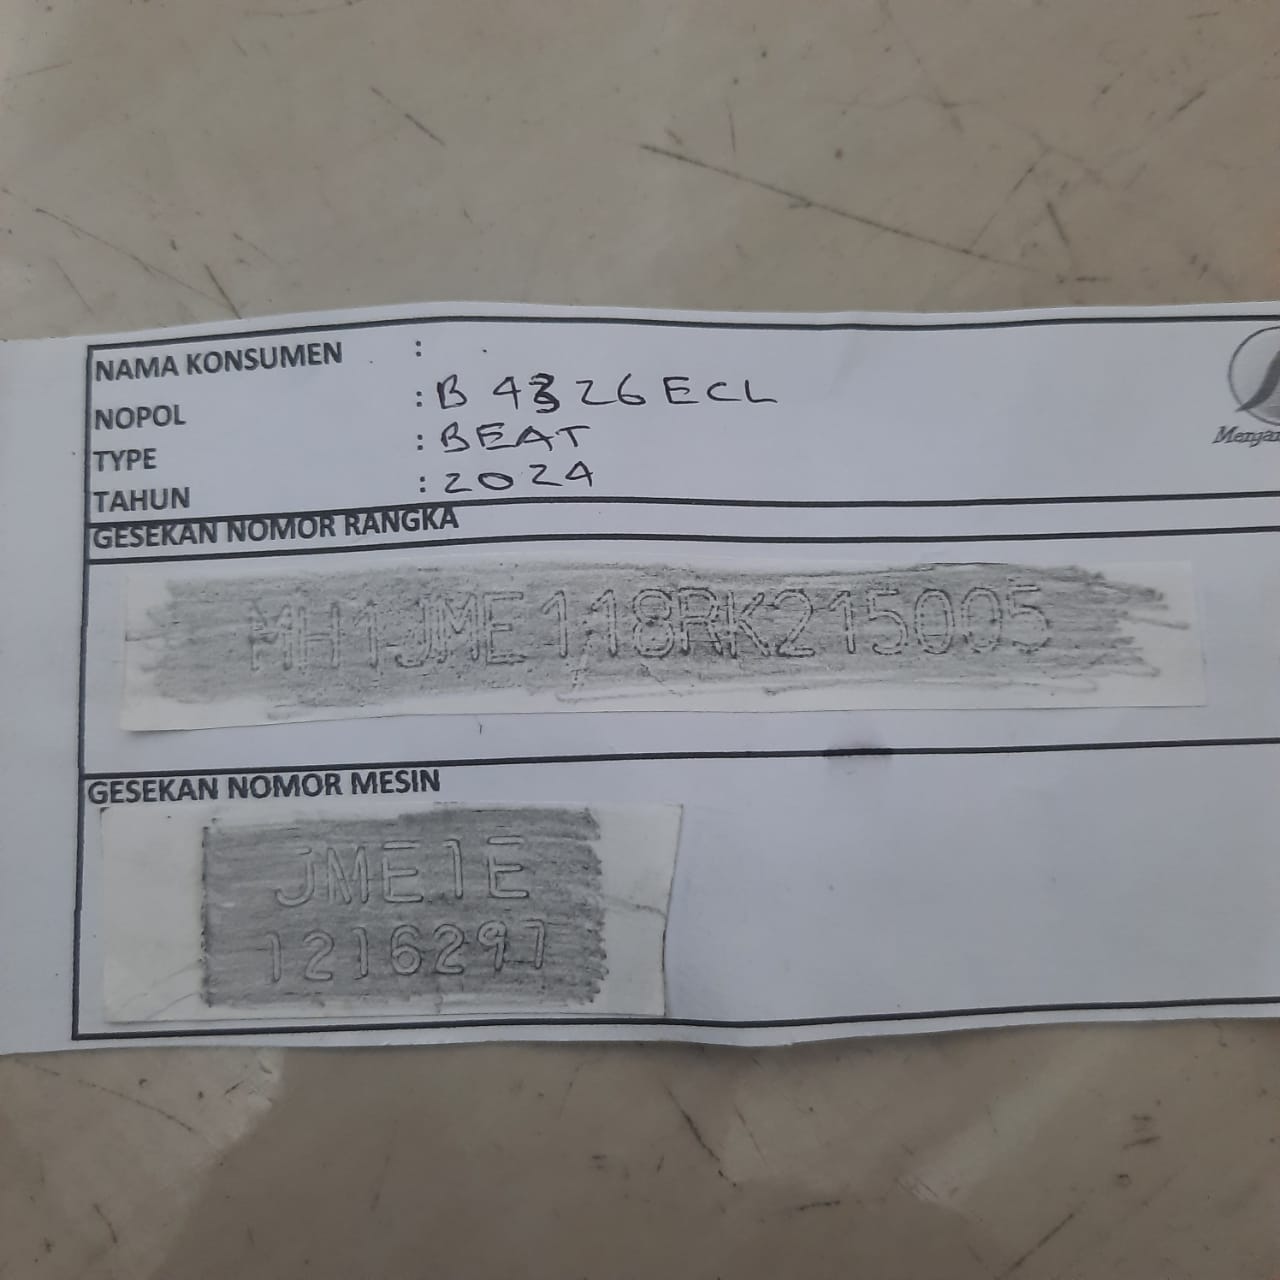 NAMA KONSUMEN :
NOPOL : B 4326 ECL
TYPE : BEAT
TAHUN : 2024
GESEKAN NOMOR RANGKA
MH1JME118RK215005
GESEKAN NOMOR MESIN
JME1E
1216297